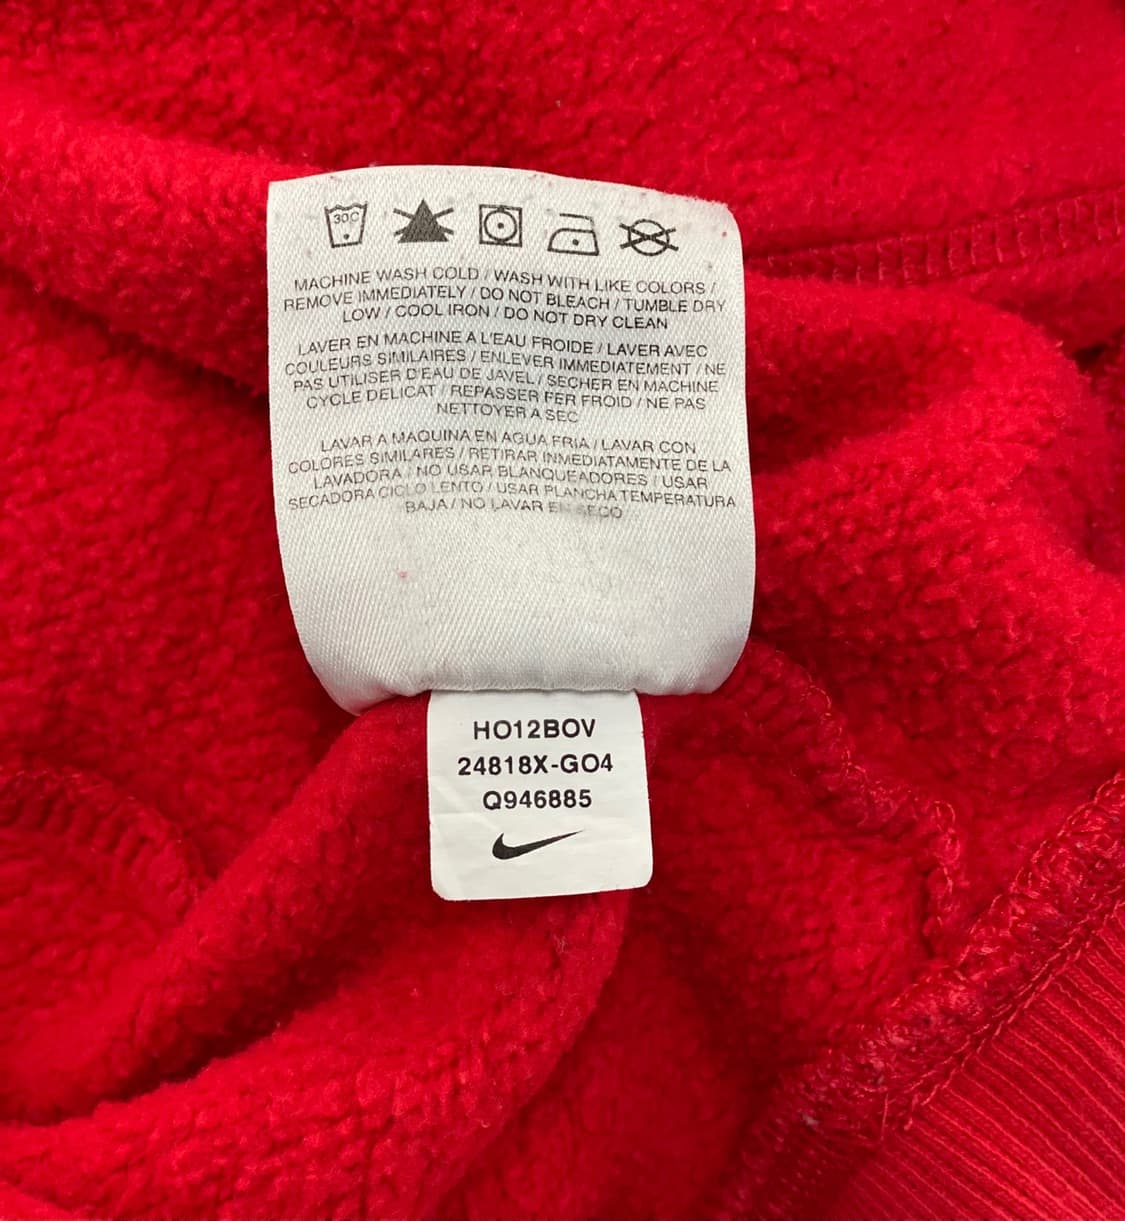 30C
MACHINE WASH COLD / WASH WITH LIKE COLORS /
REMOVE IMMEDIATELY / DO NOT BLEACH / TUMBLE DRY
LOW / COOL IRON / DO NOT DRY CLEAN
LAVER EN MACHINE A L'EAU FROIDE / LAVER AVEC
COULEURS SIMILAIRES / ENLEVER IMMEDIATEMENT / NE
PAS UTILISER D'EAU DE JAVEL / SECHER EN MACHINE
CYCLE DELICAT / REPASSER FER FROID / NE PAS
NETTOYER A SEC
LAVAR A MAQUINA EN AGUA FRIA / LAVAR CON
COLORES SIMILARES / RETIRAR INMEDIATAMENTE DE LA
LAVADORA / NO USAR BLANQUEADORES / USAR
SECADORA CICLO LENTO / USAR PLANCHA TEMPERATURA
BAJA / NO LAVAR EN SECO
HO12BOV
24818X-GO4
Q946885